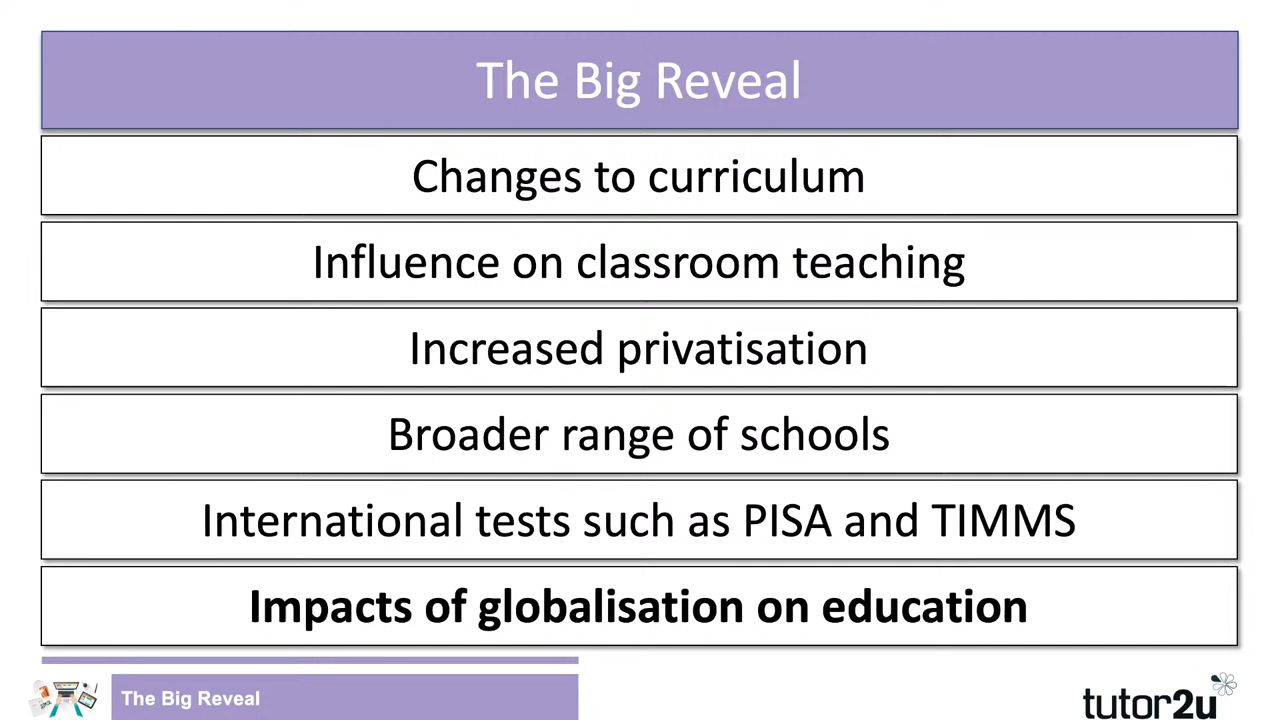 The Big Reveal
Changes to curriculum
Influence on classroom teaching
Increased privatisation
Broader range of schools
International tests such as PISA and TIMMS
Impacts of globalisation on education
The Big Reveal
tutor2u